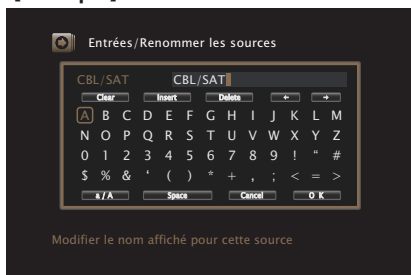 Entrées/Renommer les sources
CBL/SAT CBL/SAT
Clear Insert Delete ← →
A B C D E F G H I J K L M
N O P Q R S T U V W X Y Z
0 1 2 3 4 5 6 7 8 9 ! “ #
$ % & ‘ ( ) * + , ; < = >
a / A Space Cancel O K
Modifier le nom affiché pour cette source